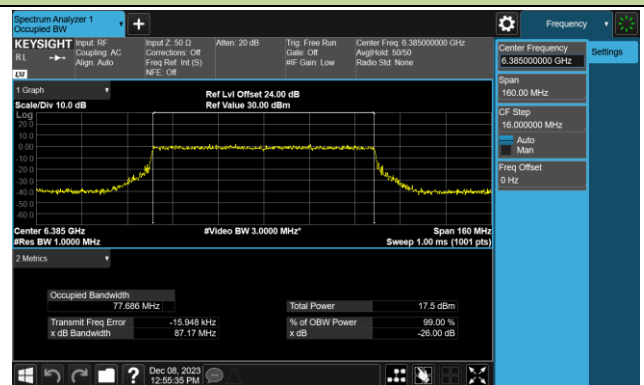 Spectrum Analyzer 1
Occupied BW
Frequency
KEYSIGHT
RL
LXI
Input: RF
Coupling: AC
Align: Auto
Input Z: 50 Ω
Corrections: Off
Freq Ref: Int (S)
NFE: Off
Atten: 20 dB
Trig: Free Run
Gate: Off
#IF Gain: Low
Center Freq: 6.385000000 GHz
Avg|Hold: 50/50
Radio Std: None
Center Frequency
6.385000000 GHz
Settings
Span
160.00 MHz
CF Step
16.000000 MHz
Auto
Man
Freq Offset
0 Hz
1 Graph
Scale/Div 10.0 dB
Ref Lvl Offset 24.00 dB
Ref Value 30.00 dBm
Log
20.0
10.0
0.00
-10.0
-20.0
-30.0
-40.0
-50.0
-60.0
Center 6.385 GHz
#Res BW 1.0000 MHz
#Video BW 3.0000 MHz*
Span 160 MHz
Sweep 1.00 ms (1001 pts)
2 Metrics
Occupied Bandwidth
77.686 MHz
Total Power 17.5 dBm
Transmit Freq Error -15.948 kHz
% of OBW Power 99.00 %
x dB Bandwidth 87.17 MHz
x dB -26.00 dB
?
Dec 08, 2023
12:55:35 PM